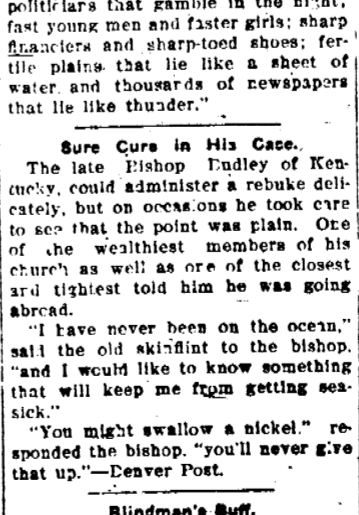 politicians that gamble in the night,
fast young men and faster girls; sharp
financiers and sharp-toed shoes; fer-
tile plains that lie like a sheet of
water and thousands of newspapers
that lie like thunder."
Sure Cure in His Case.
The late Bishop Dudley of Ken-
tucky, could administer a rebuke deli-
cately, but on occasions he took care
to see that the point was plain. One
of the wealthiest members of his
church as well as one of the closest
and tightest told him he was going
abroad.
"I have never been on the ocean,"
said the old skinflint to the bishop.
"and I would like to know something
that will keep me from getting sea-
sick."
"You might swallow a nickel." re-
sponded the bishop. "you'll never give
that up."—Denver Post.
Blindman's Buff.